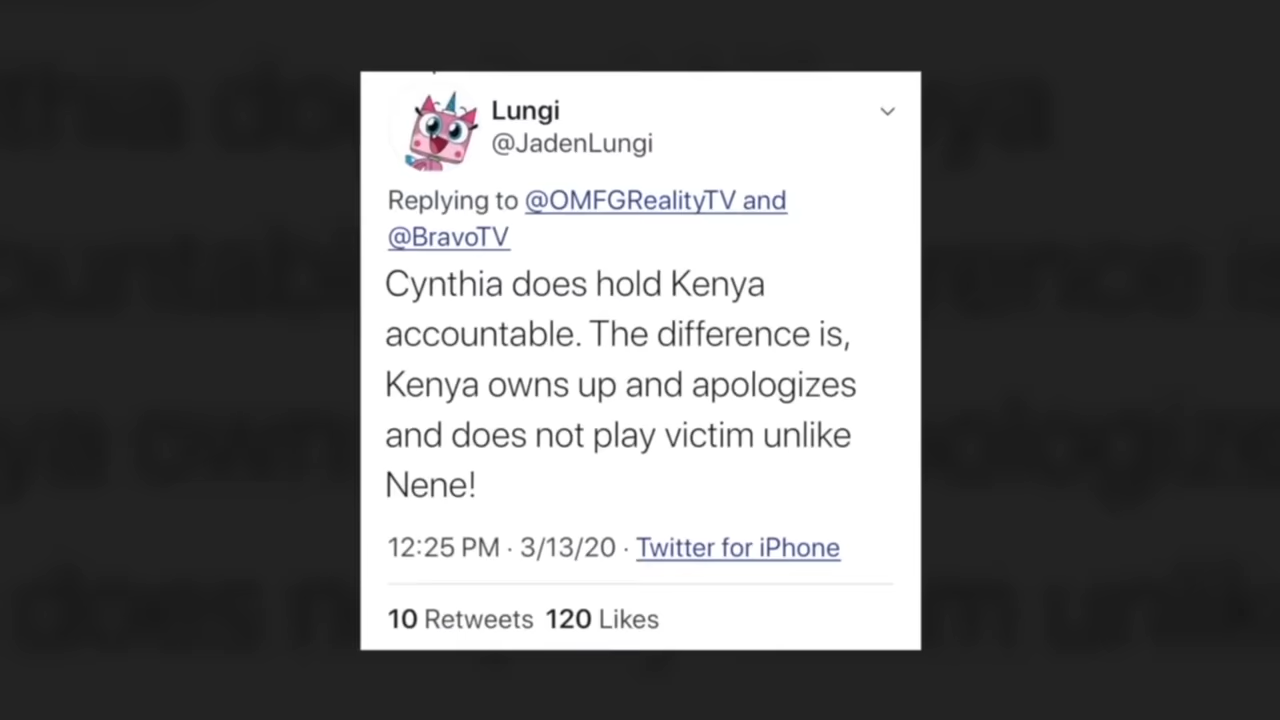 Lungi
@JadenLungi
Replying to @OMFGRealityTV and
@BravoTV
Cynthia does hold Kenya
accountable. The difference is,
Kenya owns up and apologizes
and does not play victim unlike
Nene!
12:25 PM · 3/13/20 · Twitter for iPhone
10 Retweets 120 Likes